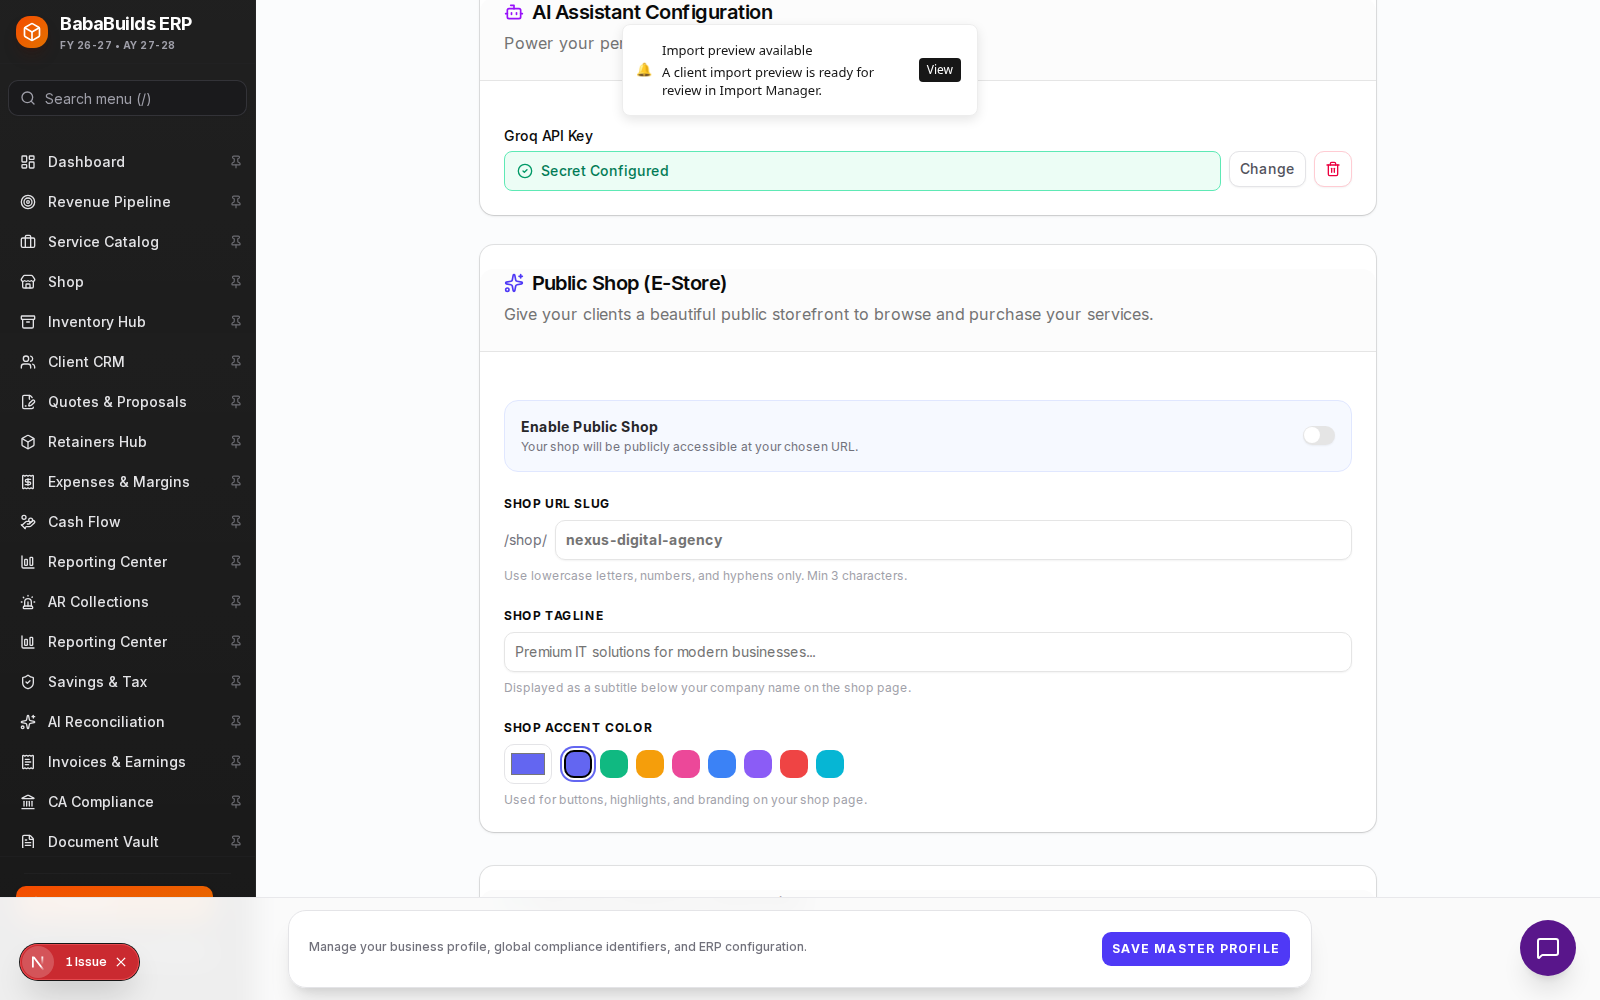 BabaBuilds ERP
FY 26-27 • AY 27-28
Search menu (/)
Dashboard
Revenue Pipeline
Service Catalog
Shop
Inventory Hub
Client CRM
Quotes & Proposals
Retainers Hub
Expenses & Margins
Cash Flow
Reporting Center
AR Collections
Reporting Center
Savings & Tax
AI Reconciliation
Invoices & Earnings
CA Compliance
Document Vault
1 Issue
AI Assistant Configuration
Power your per
Import preview available
A client import preview is ready for
review in Import Manager.
View
Groq API Key
Secret Configured
Change
Public Shop (E-Store)
Give your clients a beautiful public storefront to browse and purchase your services.
Enable Public Shop
Your shop will be publicly accessible at your chosen URL.
SHOP URL SLUG
/shop/
nexus-digital-agency
Use lowercase letters, numbers, and hyphens only. Min 3 characters.
SHOP TAGLINE
Premium IT solutions for modern businesses...
Displayed as a subtitle below your company name on the shop page.
SHOP ACCENT COLOR
Used for buttons, highlights, and branding on your shop page.
Manage your business profile, global compliance identifiers, and ERP configuration.
SAVE MASTER PROFILE